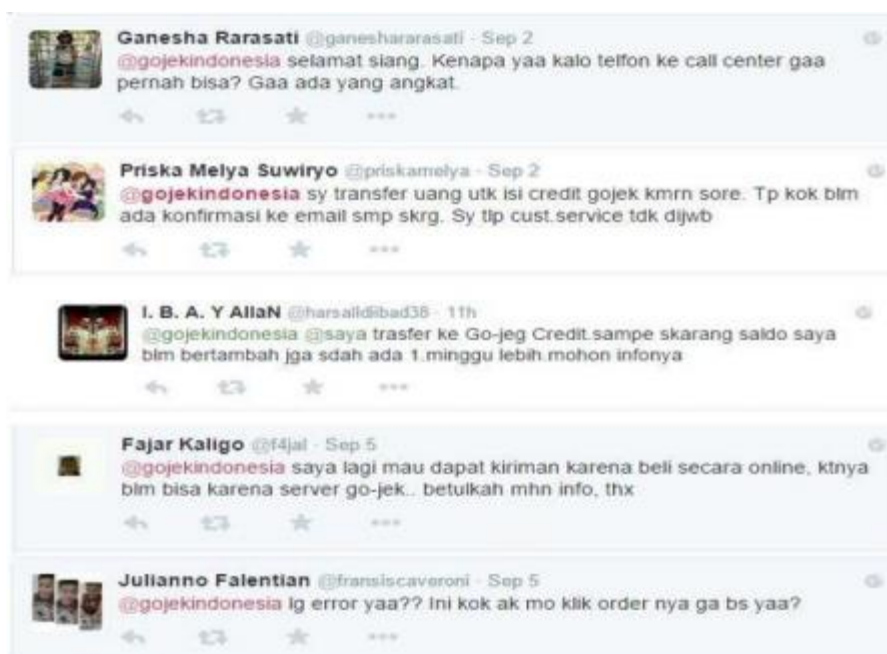 Ganesha Rarasati @ganeshararasati · Sep 2
@gojekindonesia selamat siang. Kenapa yaa kalo telfon ke call center gaa
pernah bisa? Gaa ada yang angkat.
Priska Melya Suwiryo @priskamelya · Sep 2
@gojekindonesia sy transfer uang utk isi credit gojek kmrn sore. Tp kok blm
ada konfirmasi ke email smp skrg. Sy tlp cust.service tdk dijwb
I. B. A. Y AllaN · 11h
@gojekindonesia @saya trasfer ke Go-jeg Credit.sampe skarang saldo saya
blm bertambah jga sdah ada 1.minggu lebih.mohon infonya
Fajar Kaligo @f4jal · Sep 5
@gojekindonesia saya lagi mau dapat kiriman karena beli secara online, ktnya
blm bisa karena server go-jek.. betulkah mhn info, thx
Julianno Falentian @fransiscaveroni · Sep 5
@gojekindonesia lg error yaa?? Ini kok ak mo klik order nya ga bs yaa?